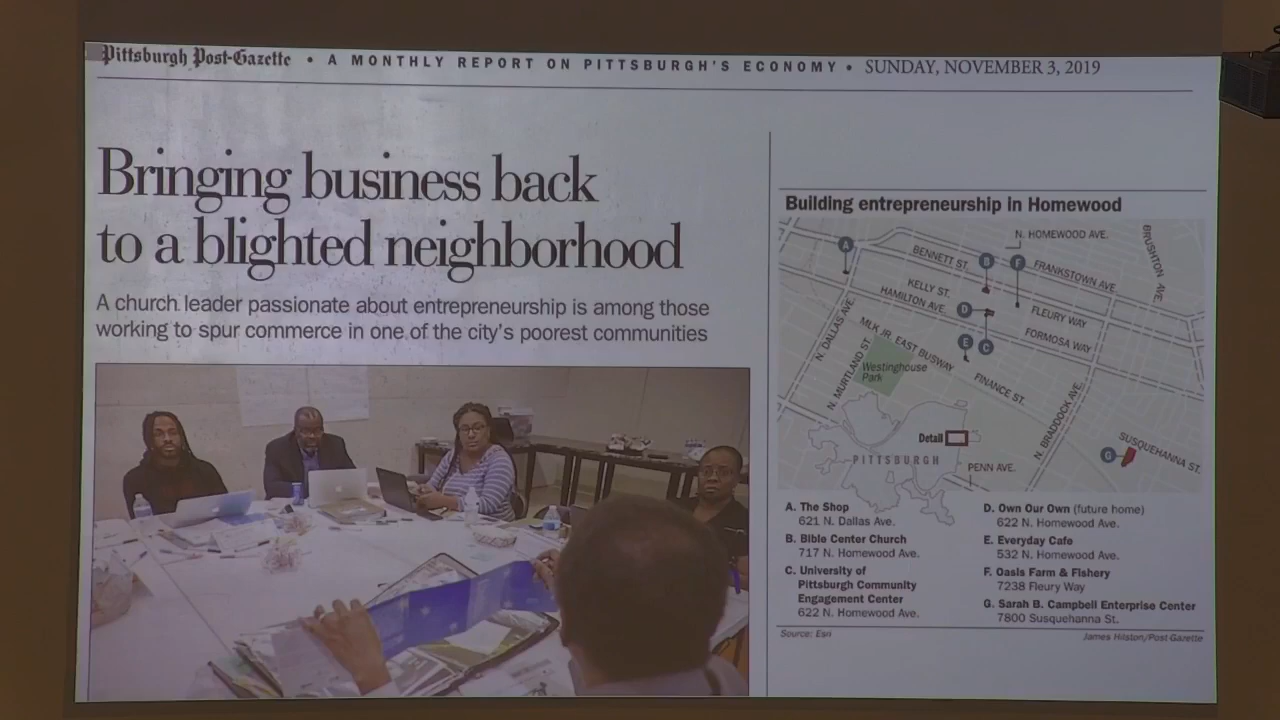 Pittsburgh Post-Gazette • A MONTHLY REPORT ON PITTSBURGH'S ECONOMY • SUNDAY, NOVEMBER 3, 2019
Bringing business back
to a blighted neighborhood
A church leader passionate about entrepreneurship is among those
working to spur commerce in one of the city's poorest communities
Building entrepreneurship in Homewood
N. HOMEWOOD AVE.
BRUSHTON AVE.
A
BENNETT ST.
B
F
FRANKSTOWN AVE.
KELLY ST.
HAMILTON AVE.
D
FLEURY WAY
N. DALLAS AVE.
MLK JR. EAST BUSWAY
E
C
FORMOSA WAY
N. MURTLAND ST.
Westinghouse
Park
FINANCE ST.
N. BRADDOCK AVE.
Detail
PITTSBURGH
PENN AVE.
G
SUSQUEHANNA ST.
A. The Shop
621 N. Dallas Ave.
B. Bible Center Church
717 N. Homewood Ave.
C. University of
Pittsburgh Community
Engagement Center
622 N. Homewood Ave.
D. Own Our Own (future home)
622 N. Homewood Ave.
E. Everyday Cafe
532 N. Homewood Ave.
F. Oasis Farm & Fishery
7238 Fleury Way
G. Sarah B. Campbell Enterprise Center
7800 Susquehanna St.
Source: Esri
James Hilston/Post Gazette